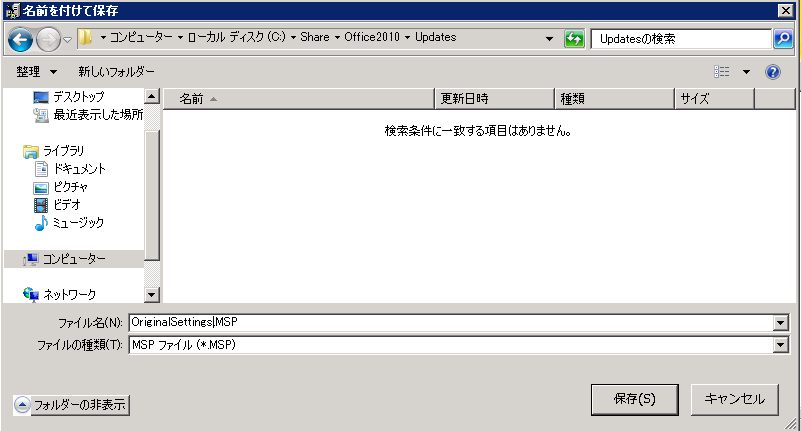 名前を付けて保存
コンピューター ローカル ディスク (C:) Share Office2010 Updates Updatesの検索
整理 新しいフォルダー
名前 更新日時 種類 サイズ
検索条件に一致する項目はありません。
デスクトップ
最近表示した場所
ライブラリ
ドキュメント
ピクチャ
ビデオ
ミュージック
コンピューター
ネットワーク
ファイル名(N): OriginalSettings.MSP
ファイルの種類(T): MSP ファイル (*.MSP)
フォルダーの非表示 保存(S) キャンセル